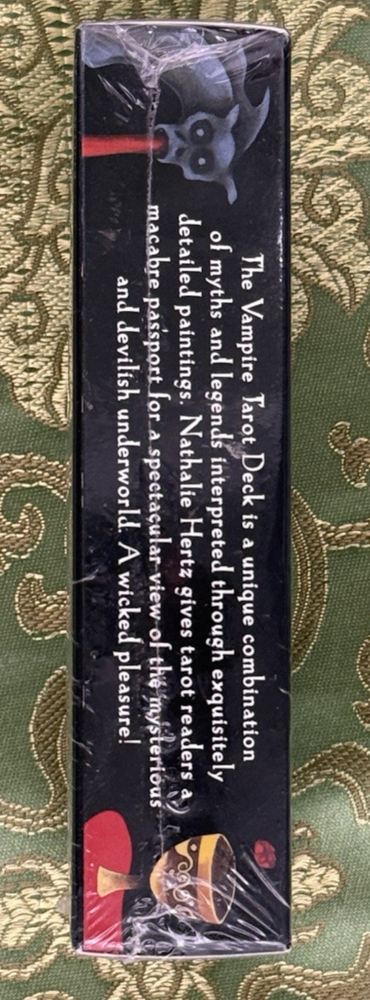 The Vampire Tarot Deck is a unique combination
of myths and legends interpreted through exquisitely
detailed paintings. Nathalie Hertz gives tarot readers a
macabre passport for a spectacular view of the mysterious
and devilish underworld. A wicked pleasure!